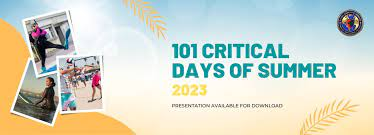 101 CRITICAL
DAYS OF SUMMER
2023
PRESENTATION AVAILABLE FOR DOWNLOAD